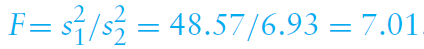 F= s₁²/s₂² = 48.57/6.93 = 7.01.